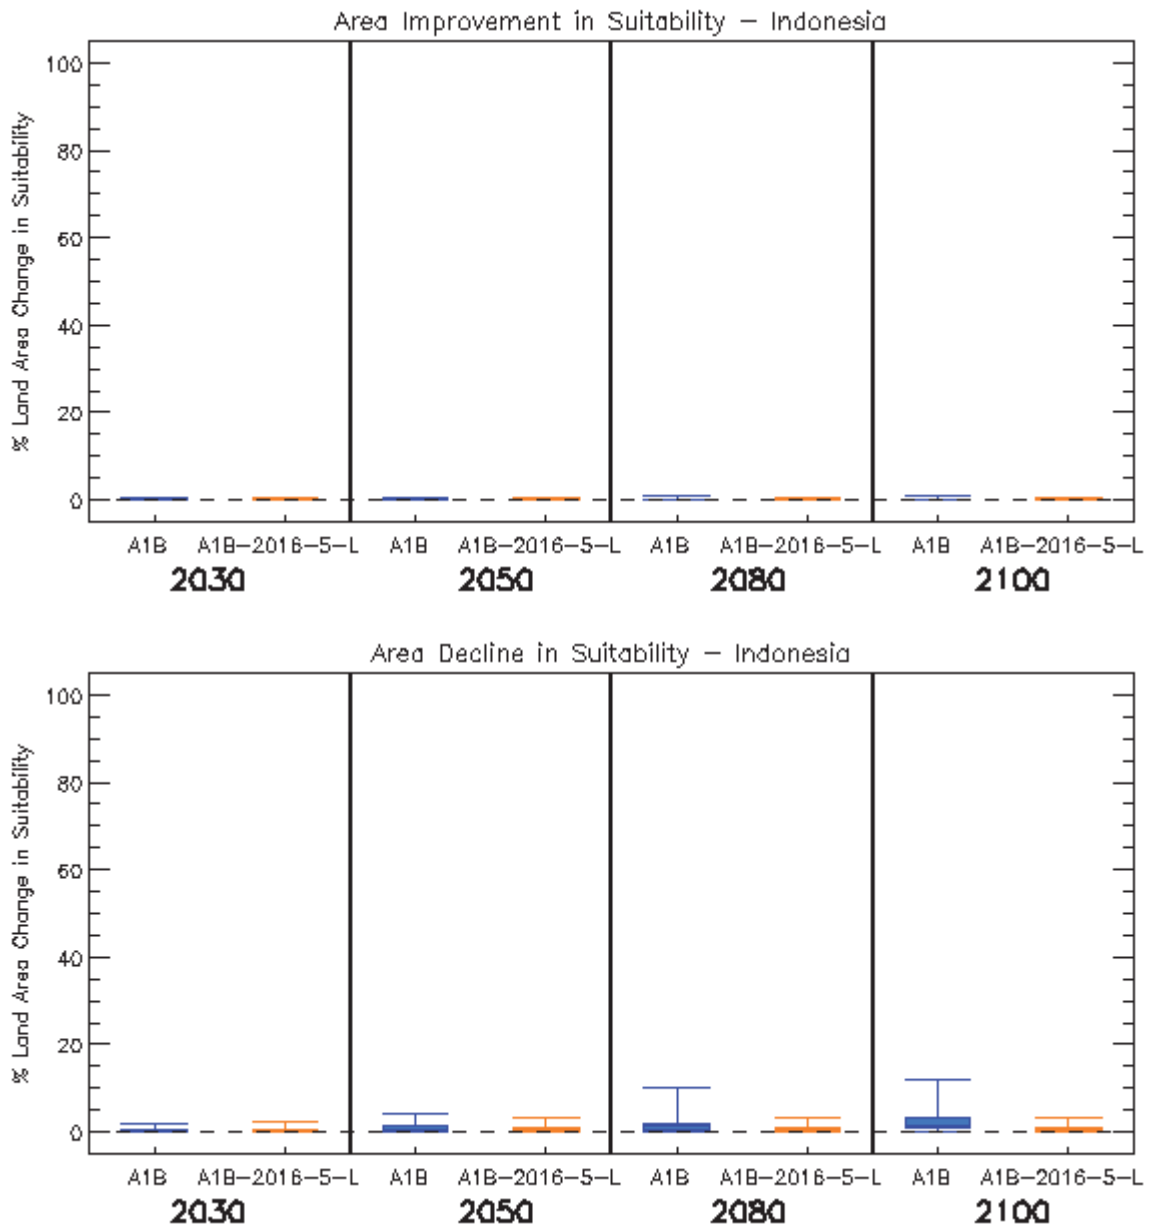 Area Improvement in Suitability – Indonesia
% Land Area Change in Suitability
100
80
60
40
20
0
A1B A1B-2016-5-L A1B A1B-2016-5-L A1B A1B-2016-5-L A1B A1B-2016-5-L
2030 2050 2080 2100
Area Decline in Suitability – Indonesia
% Land Area Change in Suitability
100
80
60
40
20
0
A1B A1B-2016-5-L A1B A1B-2016-5-L A1B A1B-2016-5-L A1B A1B-2016-5-L
2030 2050 2080 2100